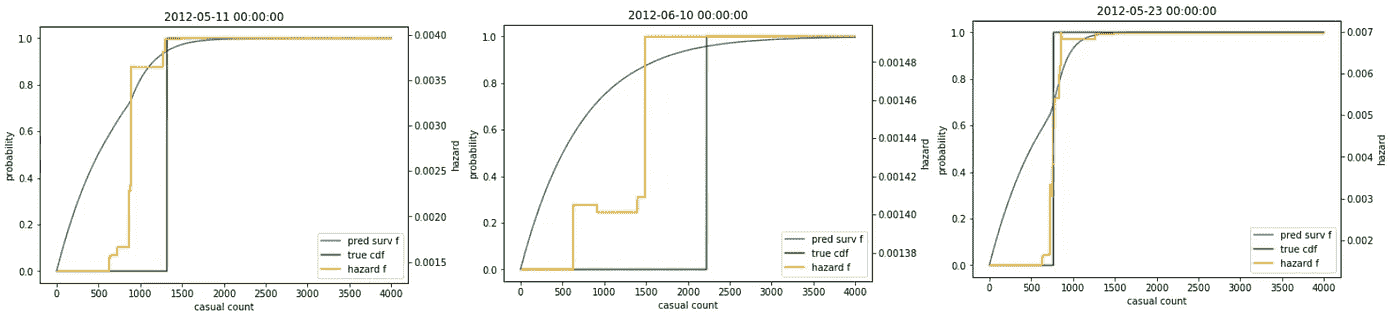 2012-05-11 00:00:00
1.0
0.8
0.6
0.4
0.2
0.0
probability
0.0040
0.0035
0.0030
0.0025
0.0020
0.0015
hazard
pred surv f
true cdf
hazard f
0 500 1000 1500 2000 2500 3000 3500 4000
casual count
2012-06-10 00:00:00
1.0
0.8
0.6
0.4
0.2
0.0
probability
0.00148
0.00146
0.00144
0.00142
0.00140
0.00138
hazard
pred surv f
true cdf
hazard f
0 500 1000 1500 2000 2500 3000 3500 4000
casual count
2012-05-23 00:00:00
1.0
0.8
0.6
0.4
0.2
0.0
probability
0.007
0.006
0.005
0.004
0.003
0.002
hazard
pred surv f
true cdf
hazard f
0 500 1000 1500 2000 2500 3000 3500 4000
casual count